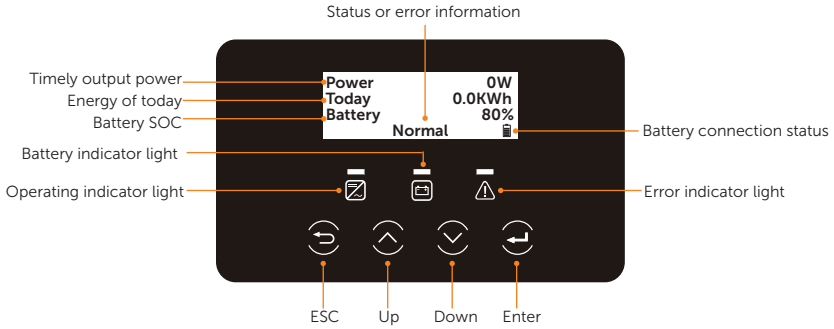 Status or error information
Timely output power
Energy of today
Battery SOC
Power 0W
Today 0.0KWh
Battery 80%
Normal
Battery connection status
Battery indicator light
Operating indicator light
Error indicator light
ESC Up Down Enter